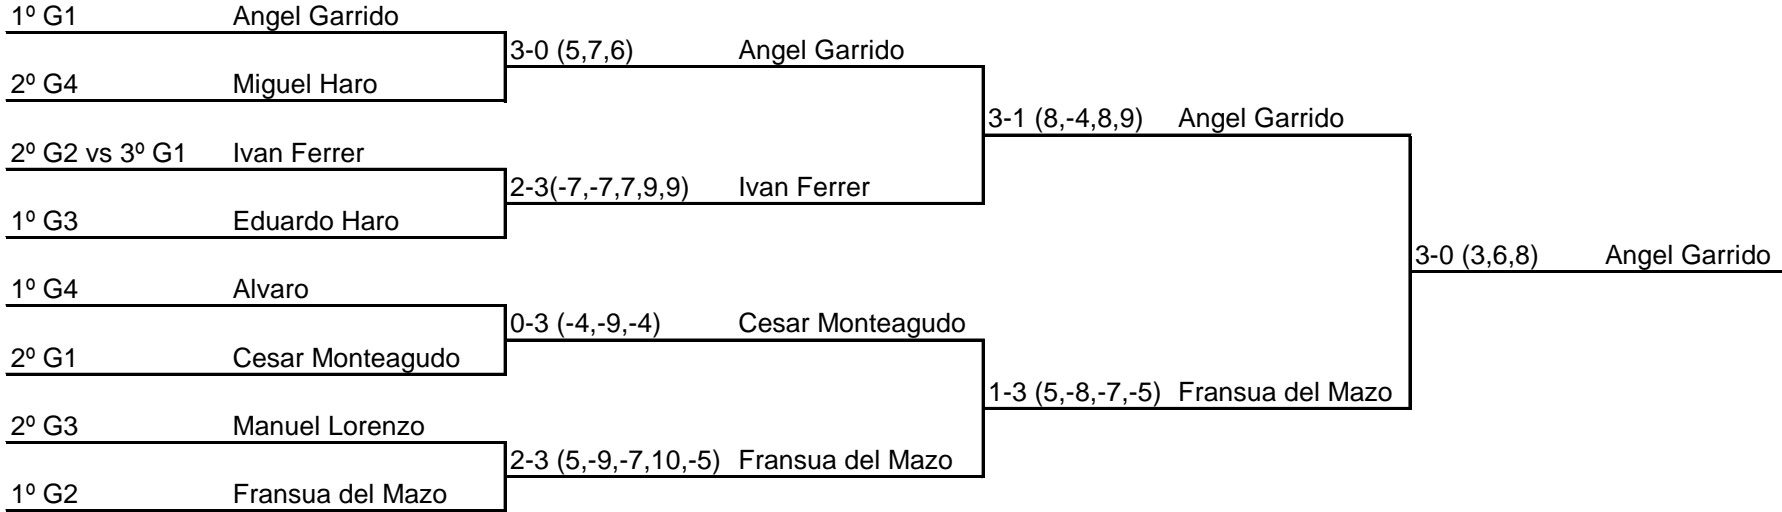 1º G1 Angel Garrido
3-0 (5,7,6) Angel Garrido
2º G4 Miguel Haro
3-1 (8,-4,8,9) Angel Garrido
2º G2 vs 3º G1 Ivan Ferrer
2-3(-7,-7,7,9,9) Ivan Ferrer
1º G3 Eduardo Haro
3-0 (3,6,8) Angel Garrido
1º G4 Alvaro
0-3 (-4,-9,-4) Cesar Monteagudo
2º G1 Cesar Monteagudo
1-3 (5,-8,-7,-5) Fransua del Mazo
2º G3 Manuel Lorenzo
2-3 (5,-9,-7,10,-5) Fransua del Mazo
1º G2 Fransua del Mazo